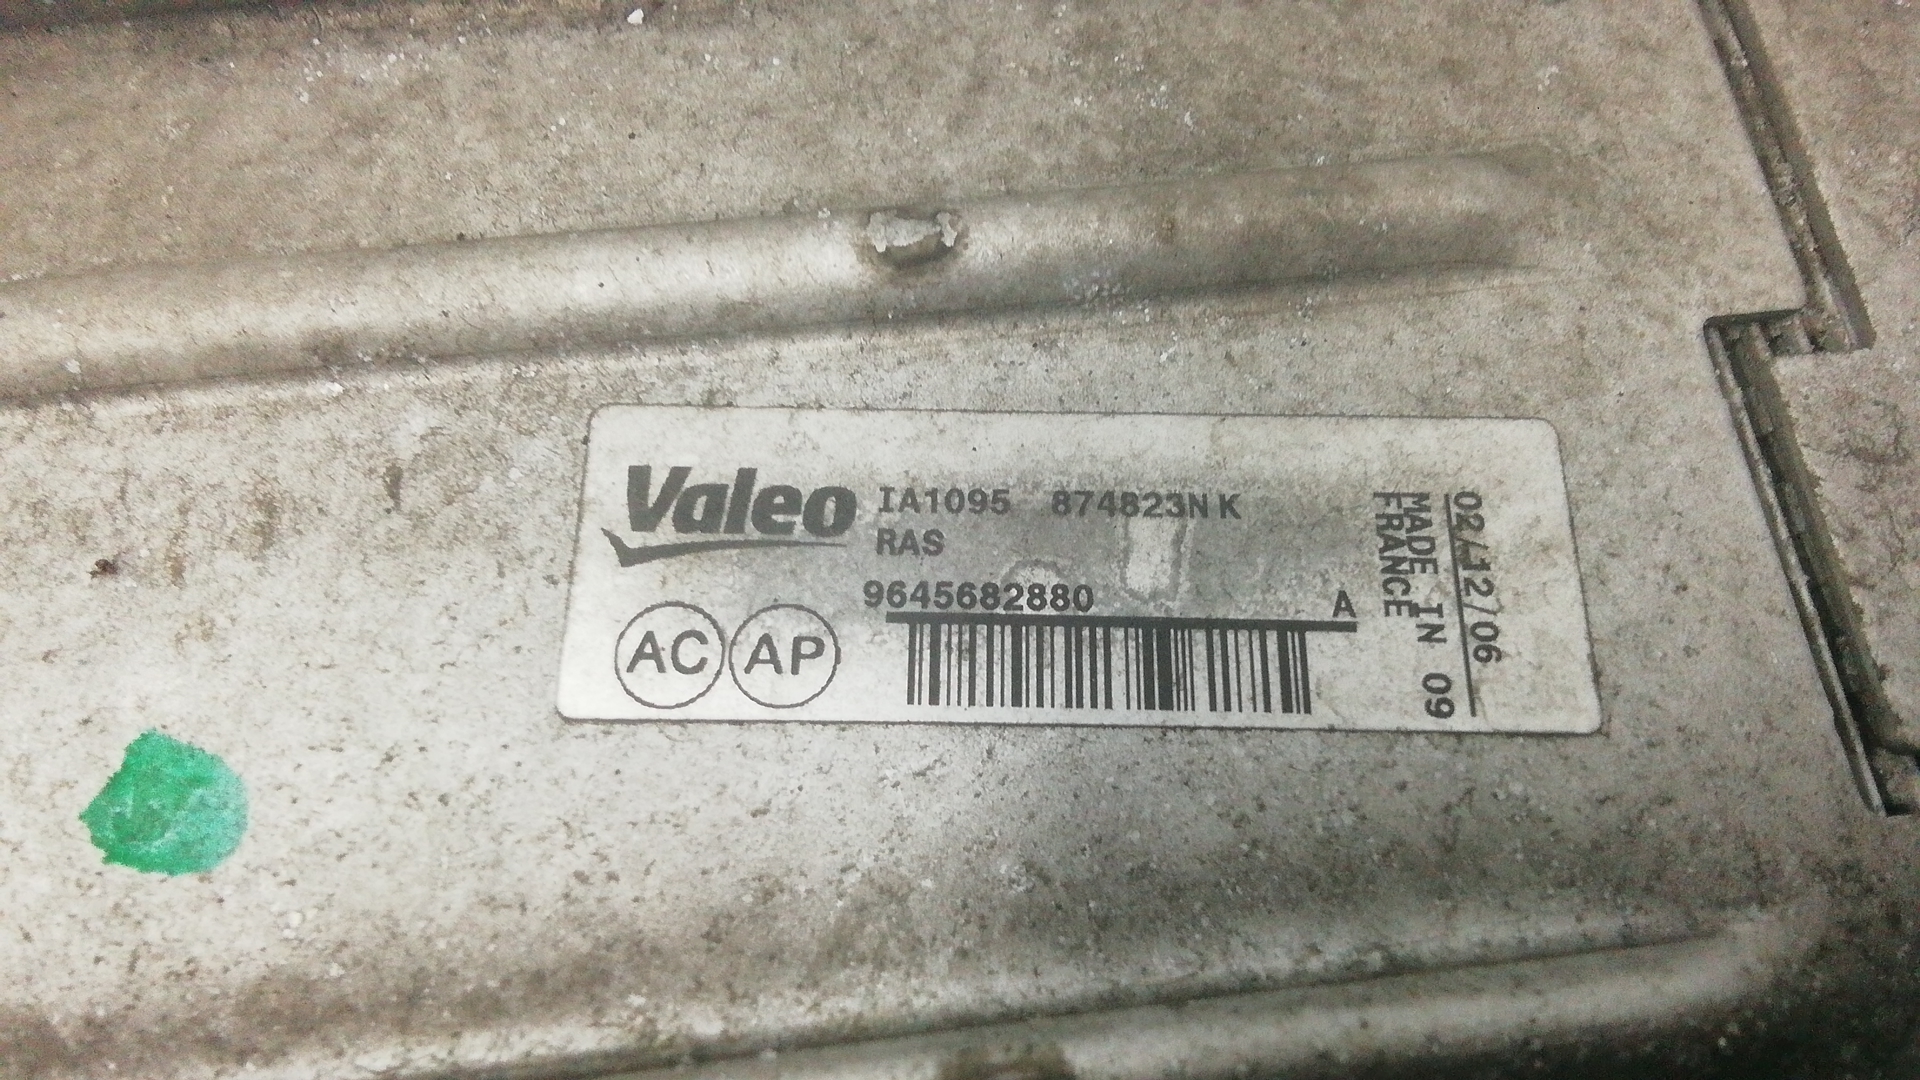 Valeo IA1095 874823N K
RAS
9645682880 A
AC AP
02/12/06
MADE IN 09
FRANCE